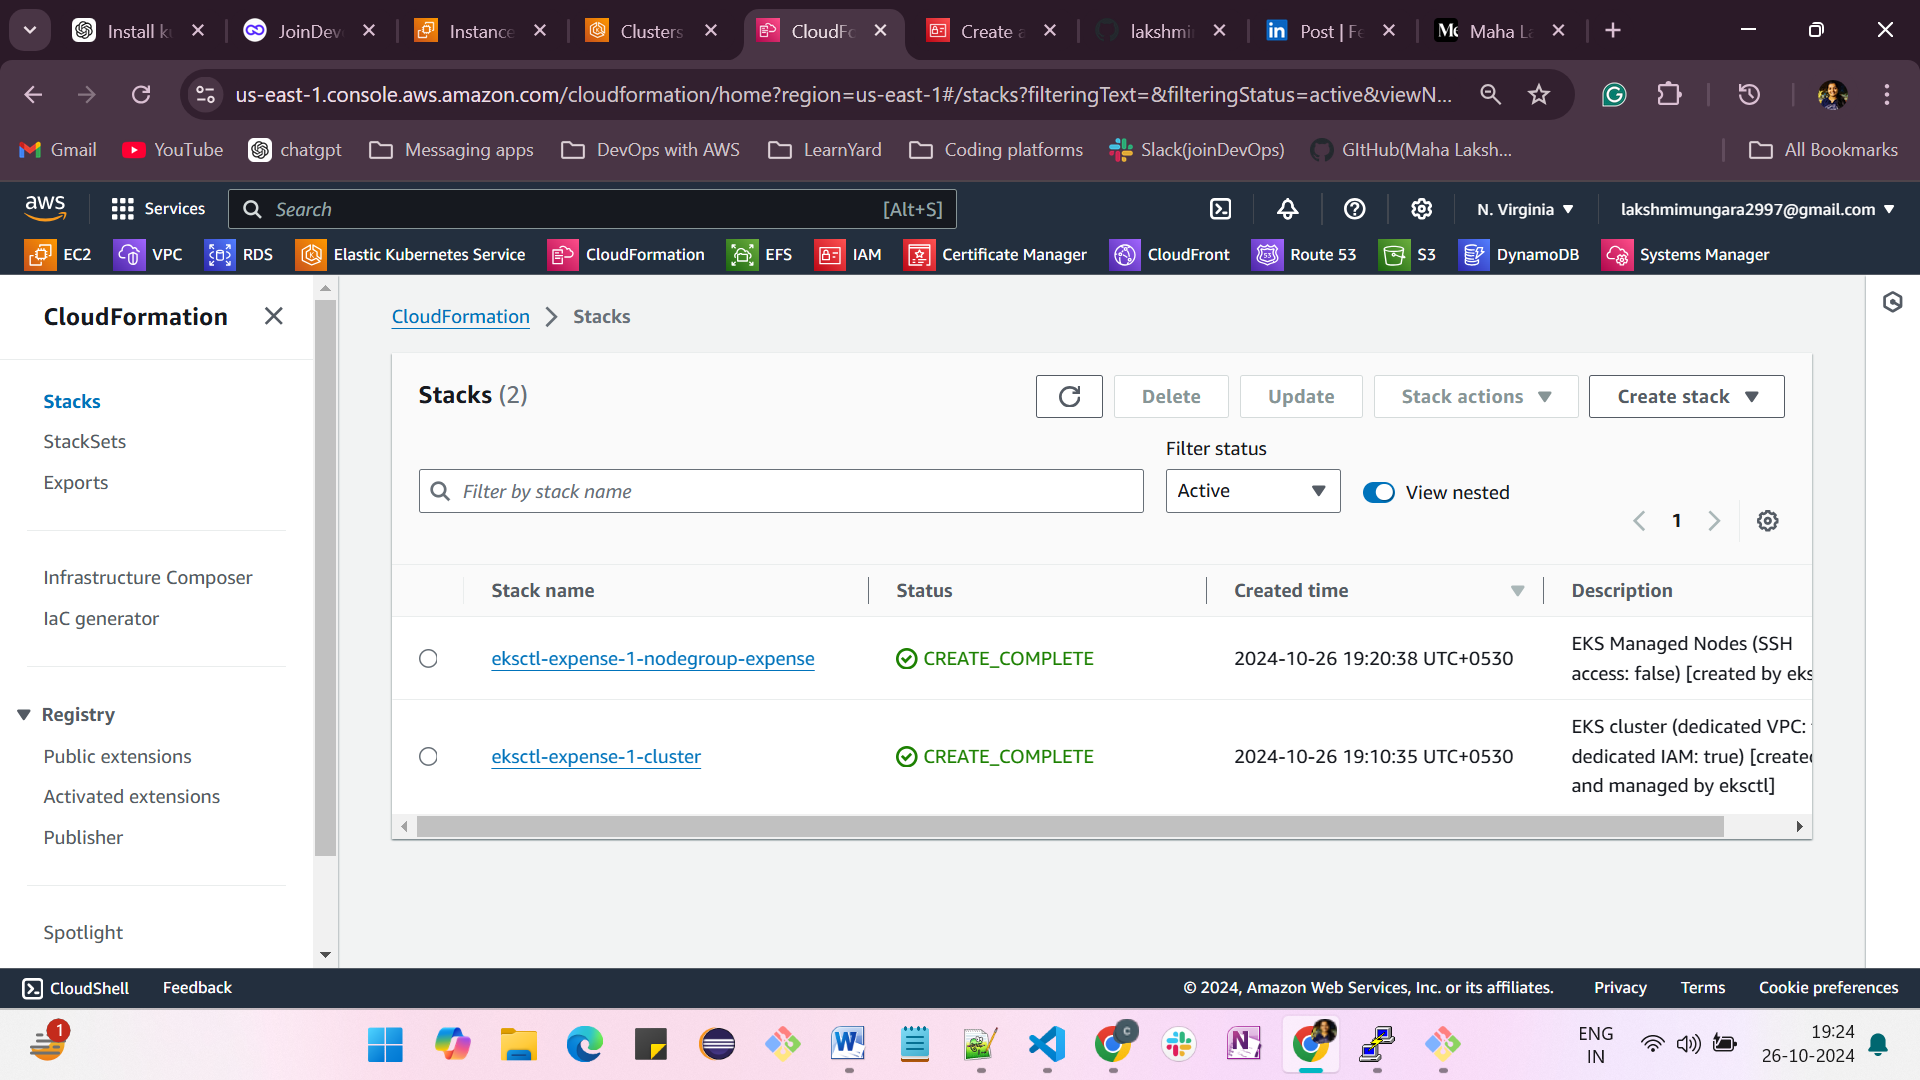 Install k
JoinDev
Instance
Clusters
CloudFo
Create a
lakshmi
Post | Fe
Maha La
us-east-1.console.aws.amazon.com/cloudformation/home?region=us-east-1#/stacks?filteringText=&filteringStatus=active&viewN...
Gmail
YouTube
chatgpt
Messaging apps
DevOps with AWS
LearnYard
Coding platforms
Slack(joinDevOps)
GItHub(Maha Laksh...
All Bookmarks
aws
Services
Search
[Alt+S]
N. Virginia
lakshmimungara2997@gmail.com
EC2
VPC
RDS
Elastic Kubernetes Service
CloudFormation
EFS
IAM
Certificate Manager
CloudFront
Route 53
S3
DynamoDB
Systems Manager
CloudFormation
Stacks
StackSets
Exports
Infrastructure Composer
IaC generator
Registry
Public extensions
Activated extensions
Publisher
Spotlight
CloudFormation
Stacks
Stacks (2)
Delete
Update
Stack actions
Create stack
Filter status
Filter by stack name
Active
View nested
1
Stack name
Status
Created time
Description
eksctl-expense-1-nodegroup-expense
CREATE_COMPLETE
2024-10-26 19:20:38 UTC+0530
EKS Managed Nodes (SSH
access: false) [created by eks
eksctl-expense-1-cluster
CREATE_COMPLETE
2024-10-26 19:10:35 UTC+0530
EKS cluster (dedicated VPC:
dedicated IAM: true) [create
and managed by eksctl]
CloudShell
Feedback
© 2024, Amazon Web Services, Inc. or its affiliates.
Privacy
Terms
Cookie preferences
1
ENG
IN
19:24
26-10-2024